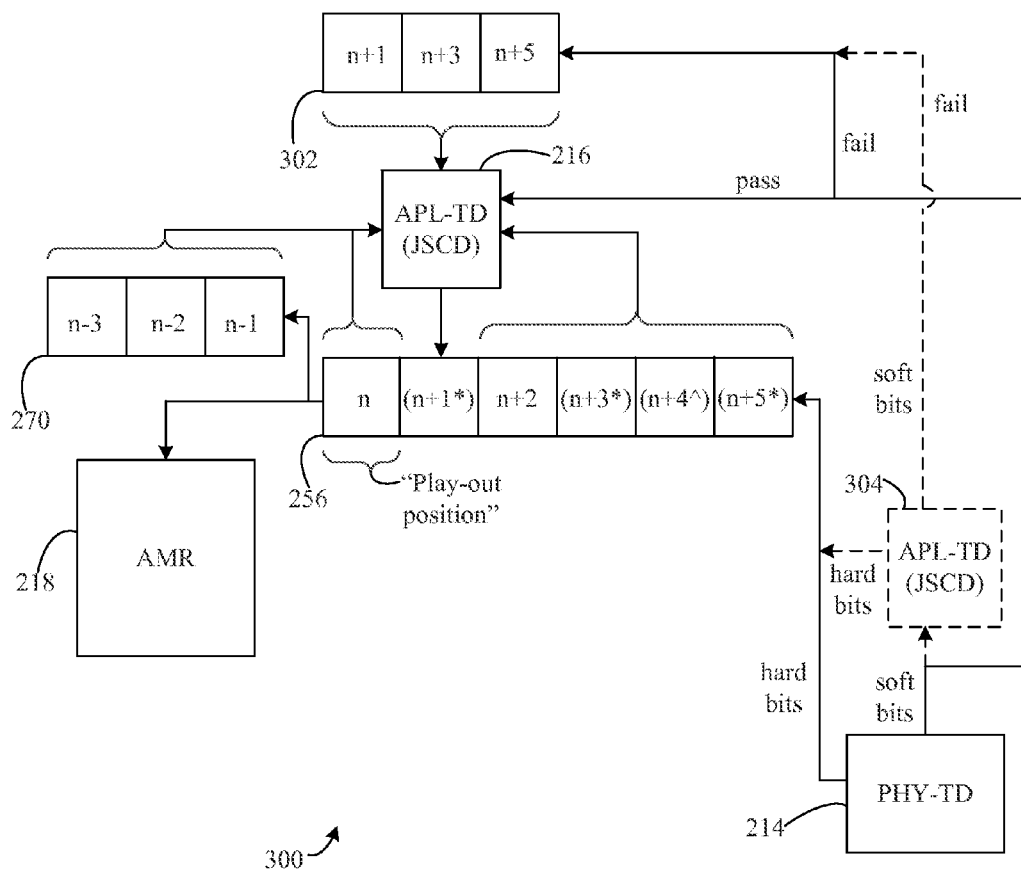 n+1 n+3 n+5
302
216
fail
fail
pass
APL-TD
(JSCD)
n-3 n-2 n-1
270
n (n+1*) n+2 (n+3*) (n+4^) (n+5*)
256
"Play-out
position"
soft
bits
304
APL-TD
(JSCD)
hard
bits
AMR
218
hard
bits
soft
bits
PHY-TD
214
300